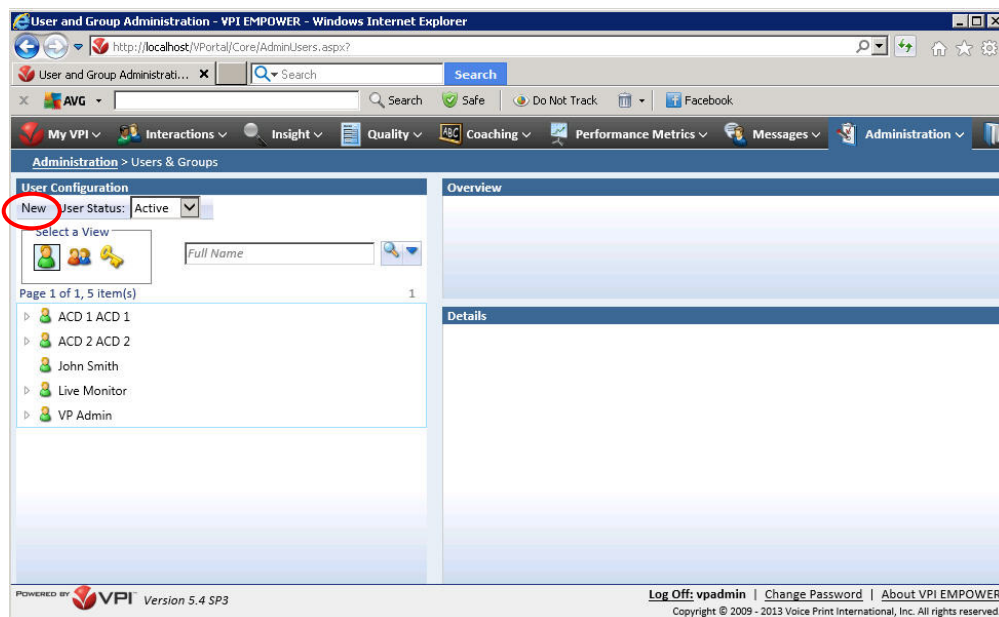 User and Group Administration - VPI EMPOWER - Windows Internet Explorer
http://localhost/VPortal/Core/AdminUsers.aspx?
User and Group Administrati... Search Search
AVG Search Safe Do Not Track Facebook
My VPI Interactions Insight Quality ABC Coaching Performance Metrics Messages Administration
Administration > Users & Groups
User Configuration
New User Status: Active
Select a View
Full Name
Page 1 of 1, 5 item(s) 1
ACD 1 ACD 1
ACD 2 ACD 2
John Smith
Live Monitor
VP Admin
Overview
Details
POWERED BY VPI Version 5.4 SP3
Log Off: vpadmin | Change Password | About VPI EMPOWER
Copyright © 2009 - 2013 Voice Print International, Inc. All rights reserved.